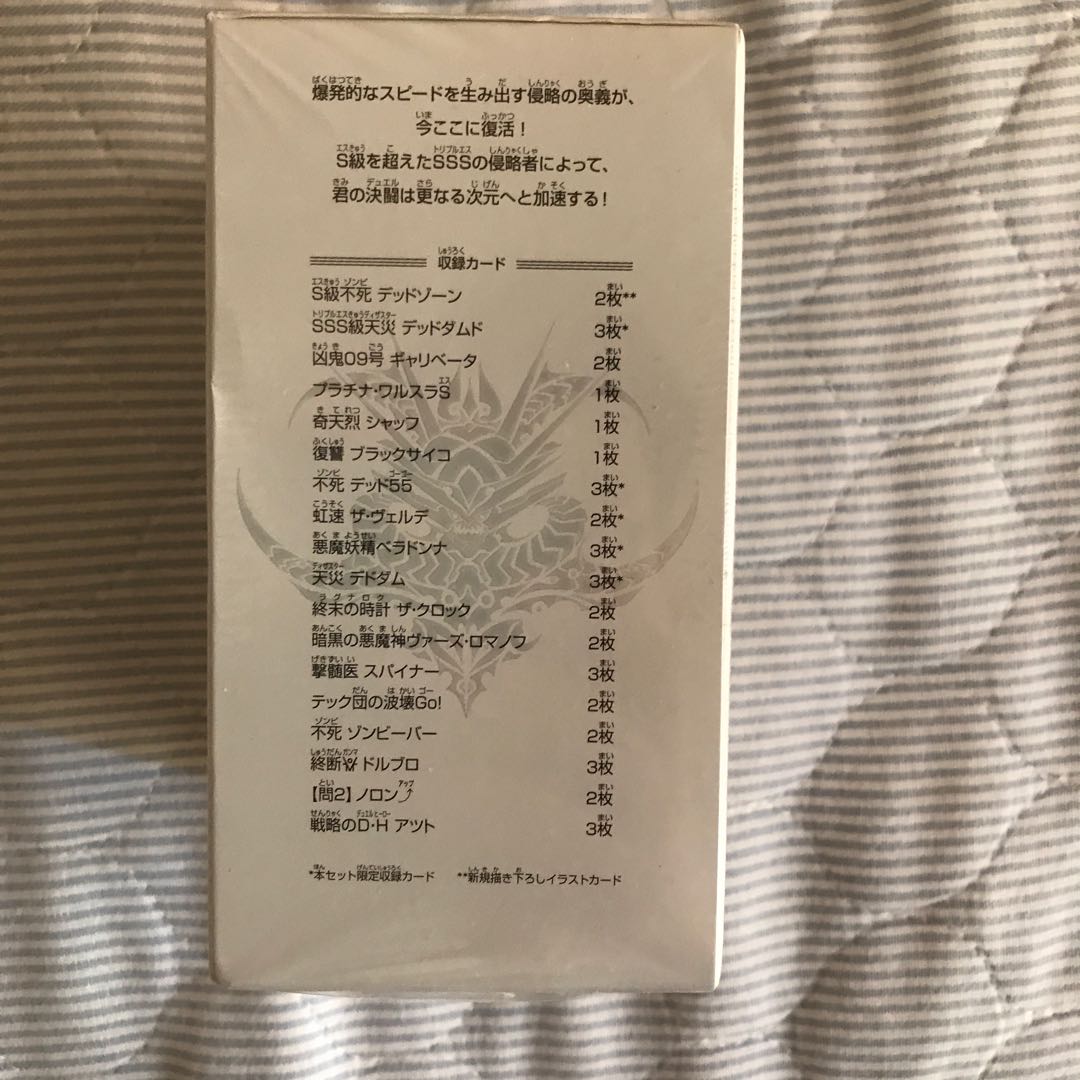 爆発的なスピードを生み出す侵略の奥義が、
今ここに復活！
S級を超えたSSSの侵略者によって、
君の決闘は更なる次元へと加速する！
収録カード
S級不死 デッドゾーン 2枚**
SSS級天災 デッドダムド 3枚*
凶鬼09号 ギャリベータ 2枚
プラチナ・ワルスラS 1枚
奇天烈 シャッフ 1枚
復讐 ブラックサイコ 1枚
不死 デッド55 3枚*
虹速 ザ・ヴェルデ 2枚*
悪魔妖精ベラドンナ 3枚*
天災 デドダム 3枚*
終末の時計 ザ・クロック 2枚
暗黒の悪魔神ヴァーズ・ロマノフ 2枚
撃髄医 スパイナー 3枚
テック団の波壊Go! 2枚
不死 ゾンビーバー 2枚
終断γ ドルブロ 3枚
【問2】ノロン⤴ 2枚
戦略のD・H アツト 3枚
*本セット限定収録カード **新規描き下ろしイラストカード